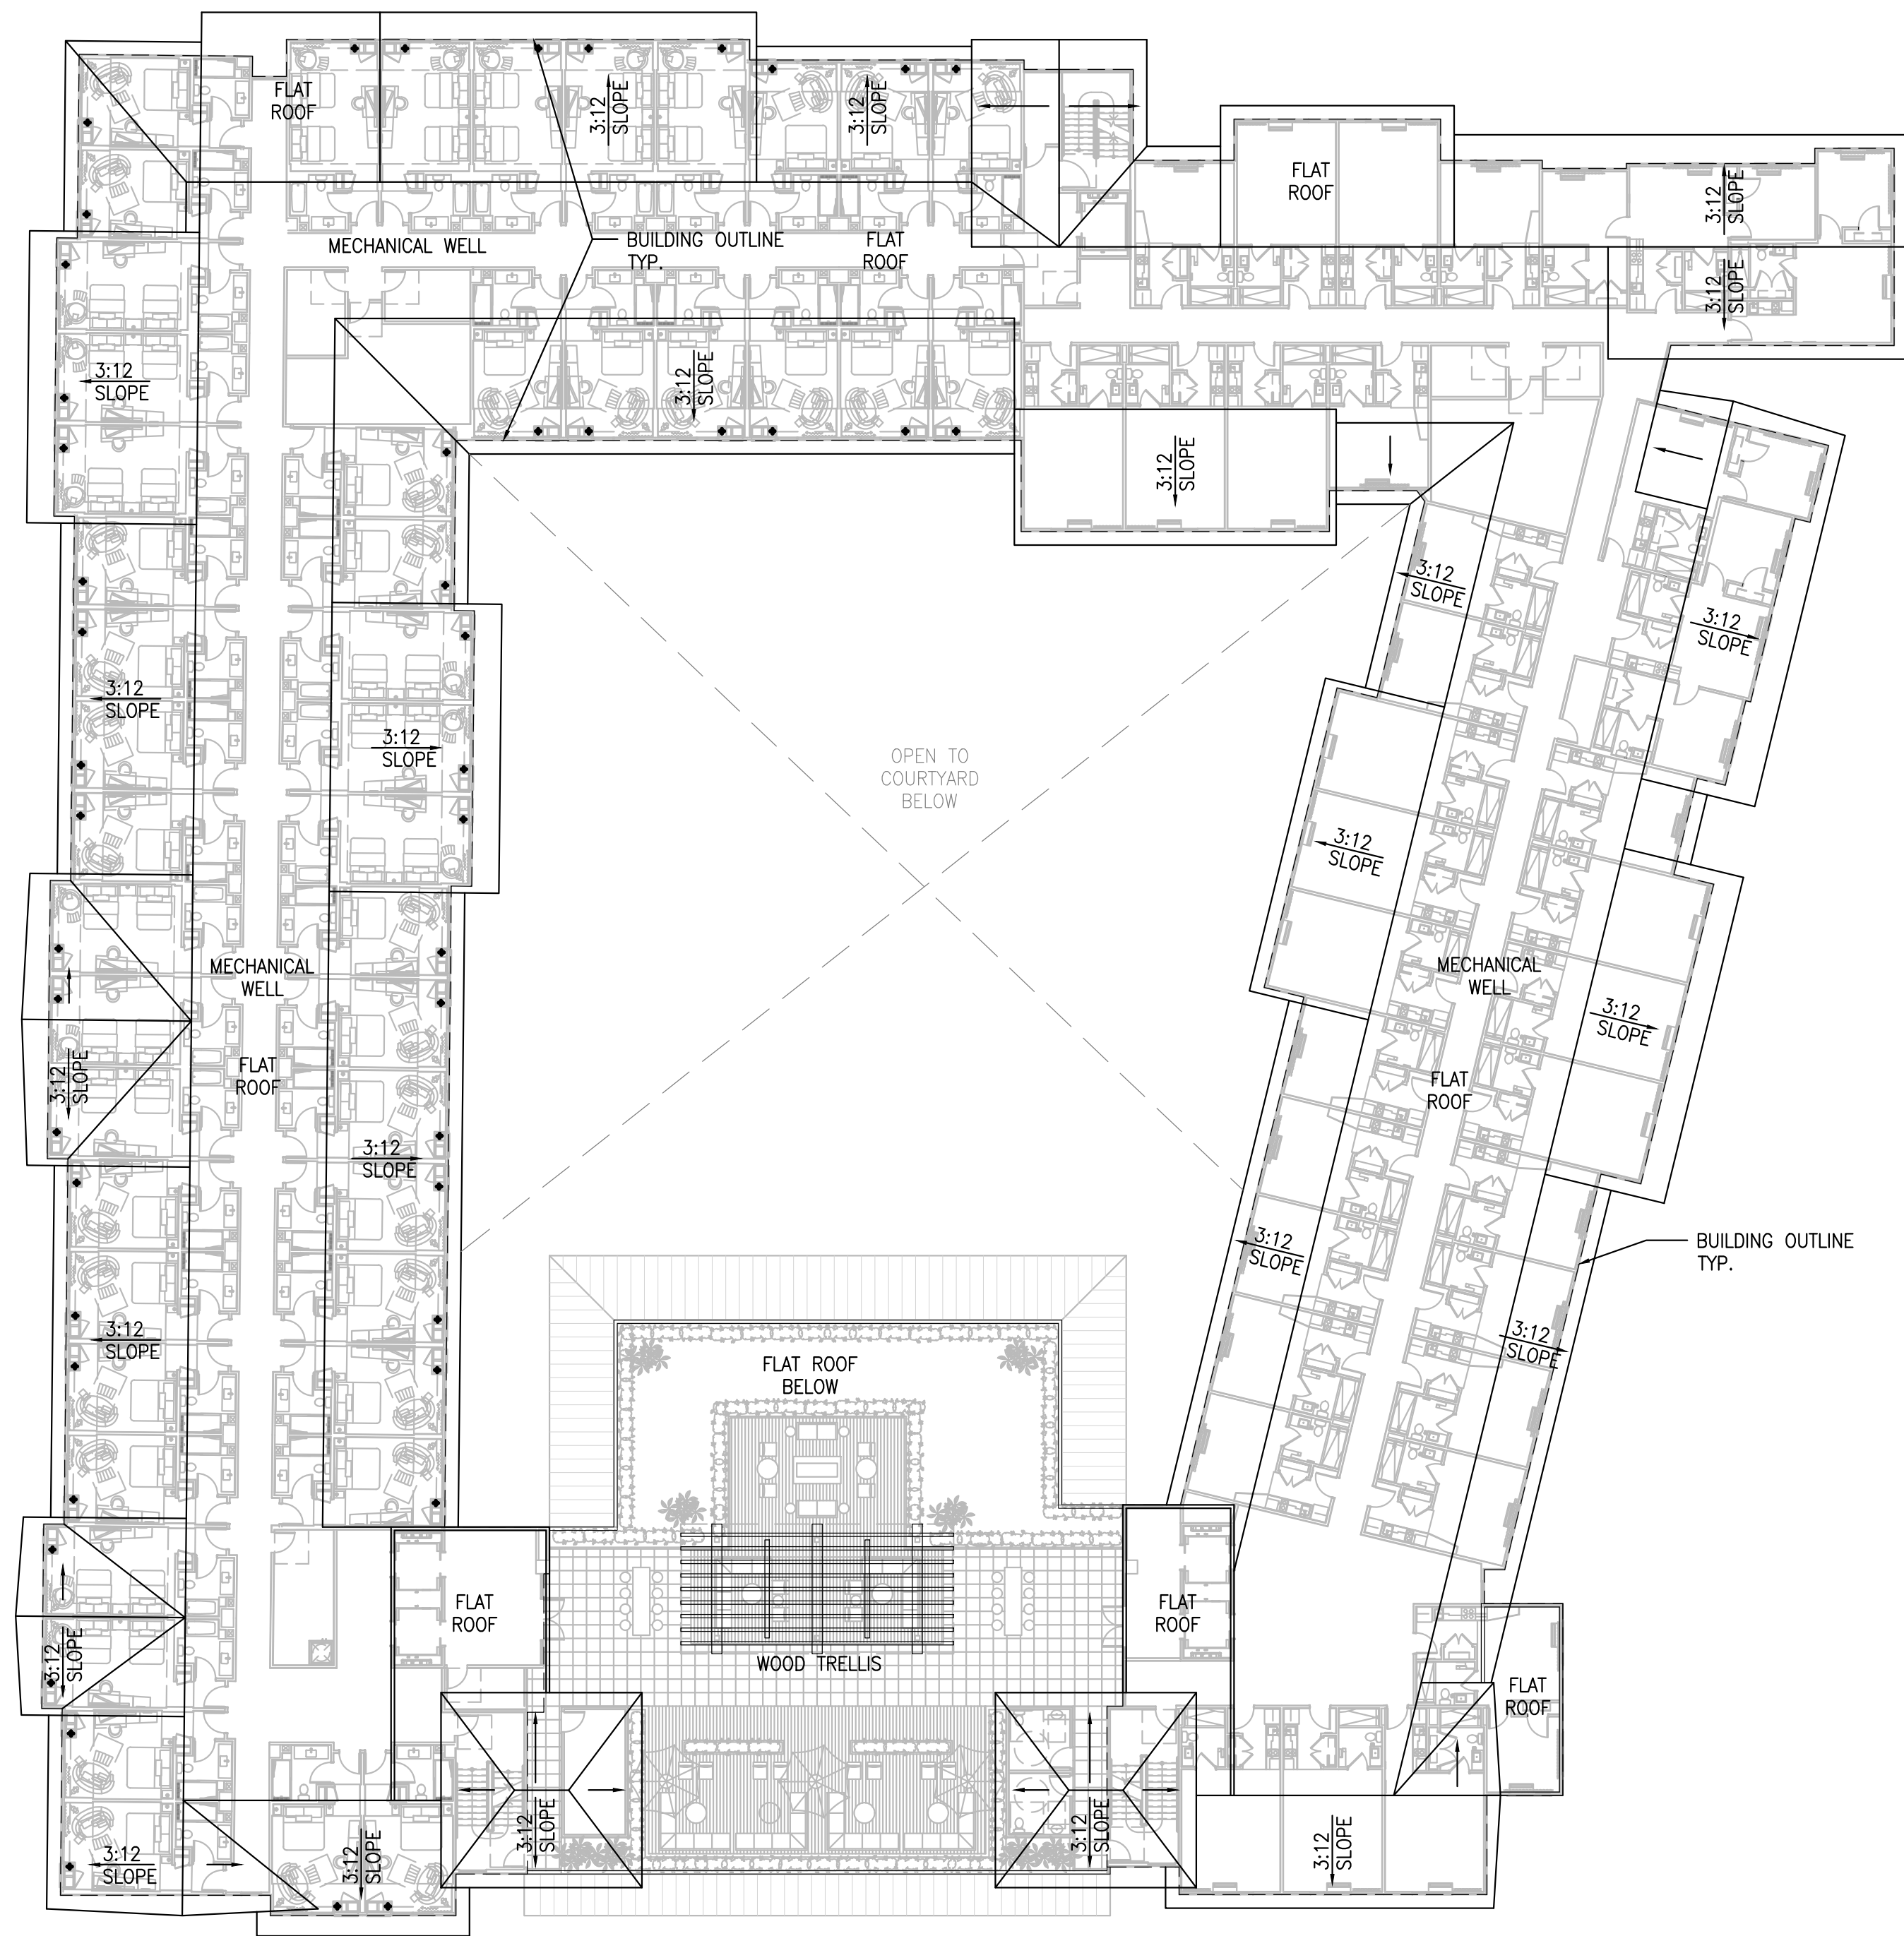 FLAT
ROOF
3:12
SLOPE
3:12
SLOPE
FLAT
ROOF
3:12
SLOPE
3:12
SLOPE
MECHANICAL WELL
BUILDING OUTLINE
TYP.
FLAT
ROOF
3:12
SLOPE
3:12
SLOPE
3:12
SLOPE
3:12
SLOPE
3:12
SLOPE
3:12
SLOPE
3:12
SLOPE
3:12
SLOPE
OPEN TO
COURTYARD
BELOW
3:12
SLOPE
MECHANICAL
WELL
MECHANICAL
WELL
3:12
SLOPE
3:12
SLOPE
FLAT
ROOF
FLAT
ROOF
3:12
SLOPE
3:12
SLOPE
BUILDING OUTLINE
TYP.
3:12
SLOPE
3:12
SLOPE
FLAT ROOF
BELOW
FLAT
ROOF
FLAT
ROOF
3:12
SLOPE
WOOD TRELLIS
FLAT
ROOF
3:12
SLOPE
3:12
SLOPE
3:12
SLOPE
3:12
SLOPE
3:12
SLOPE